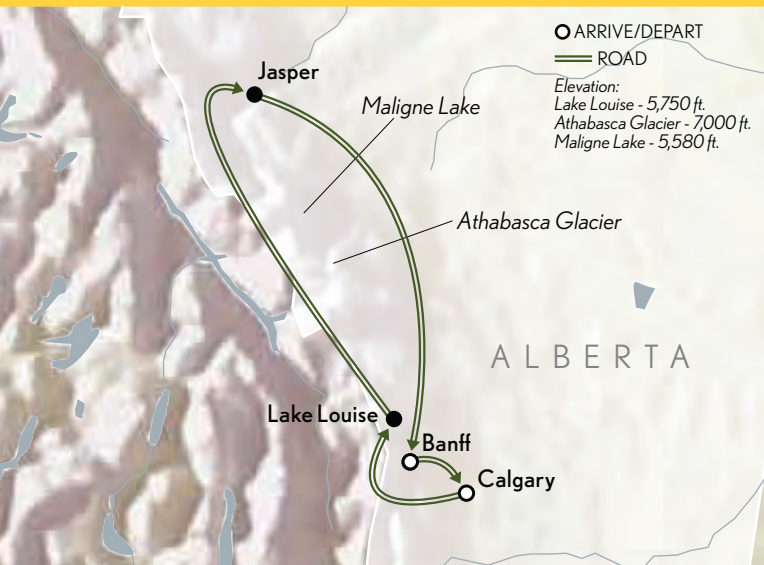 ARRIVE/DEPART
ROAD
Elevation:
Lake Louise - 5,750 ft.
Athabasca Glacier - 7,000 ft.
Maligne Lake - 5,580 ft.
Jasper
Maligne Lake
Athabasca Glacier
ALBERTA
Lake Louise
Banff
Calgary